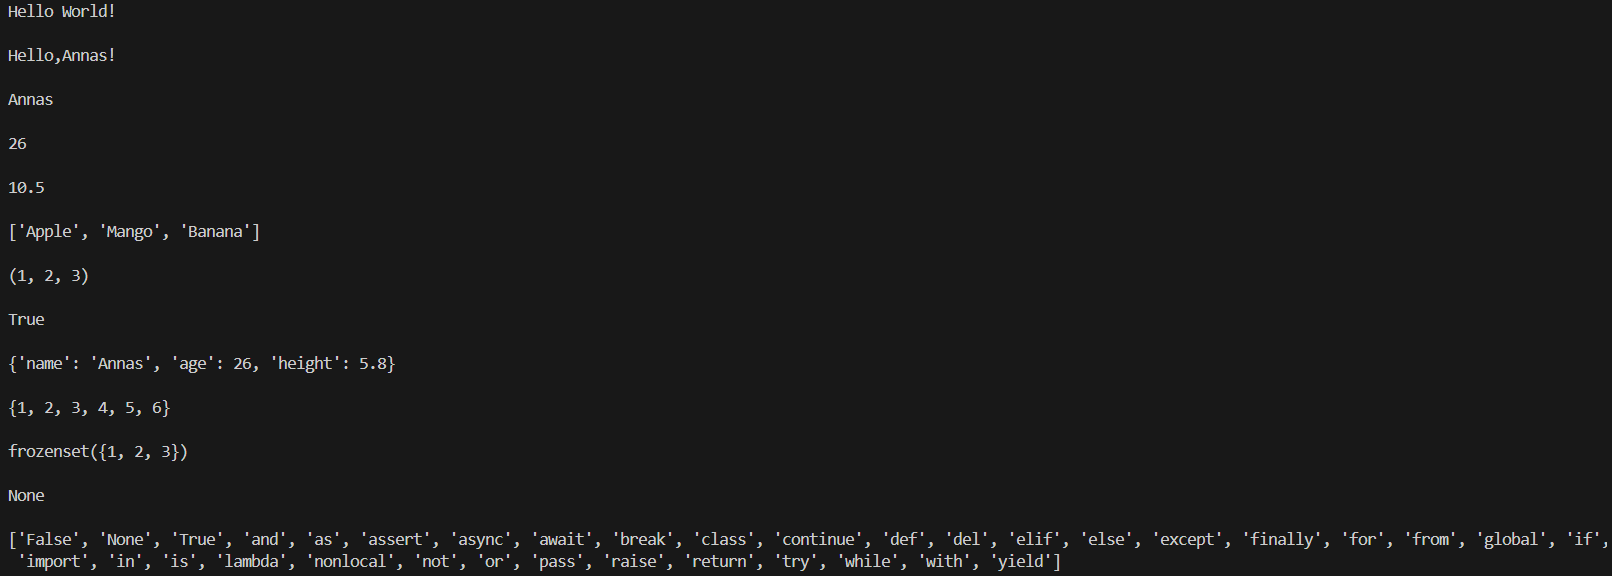 Hello World!
Hello,Annas!
Annas
26
10.5
['Apple', 'Mango', 'Banana']
(1, 2, 3)
True
{'name': 'Annas', 'age': 26, 'height': 5.8}
{1, 2, 3, 4, 5, 6}
frozenset({1, 2, 3})
None
['False', 'None', 'True', 'and', 'as', 'assert', 'async', 'await', 'break', 'class', 'continue', 'def', 'del', 'elif', 'else', 'except', 'finally', 'for', 'from', 'global', 'if',
'import', 'in', 'is', 'lambda', 'nonlocal', 'not', 'or', 'pass', 'raise', 'return', 'try', 'while', 'with', 'yield']